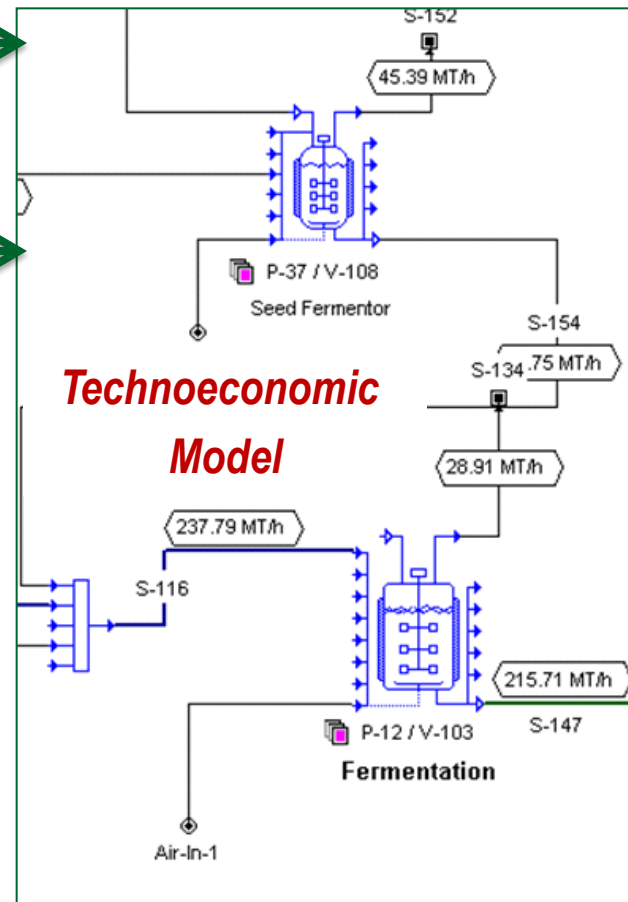 S-152
45.39 MT/h
P-37 / V-108
Seed Fermentor
S-154
S-134
.75 MT/h
Technoeconomic
Model
28.91 MT/h
237.79 MT/h
S-116
215.71 MT/h
P-12 / V-103
S-147
Fermentation
Air-In-1